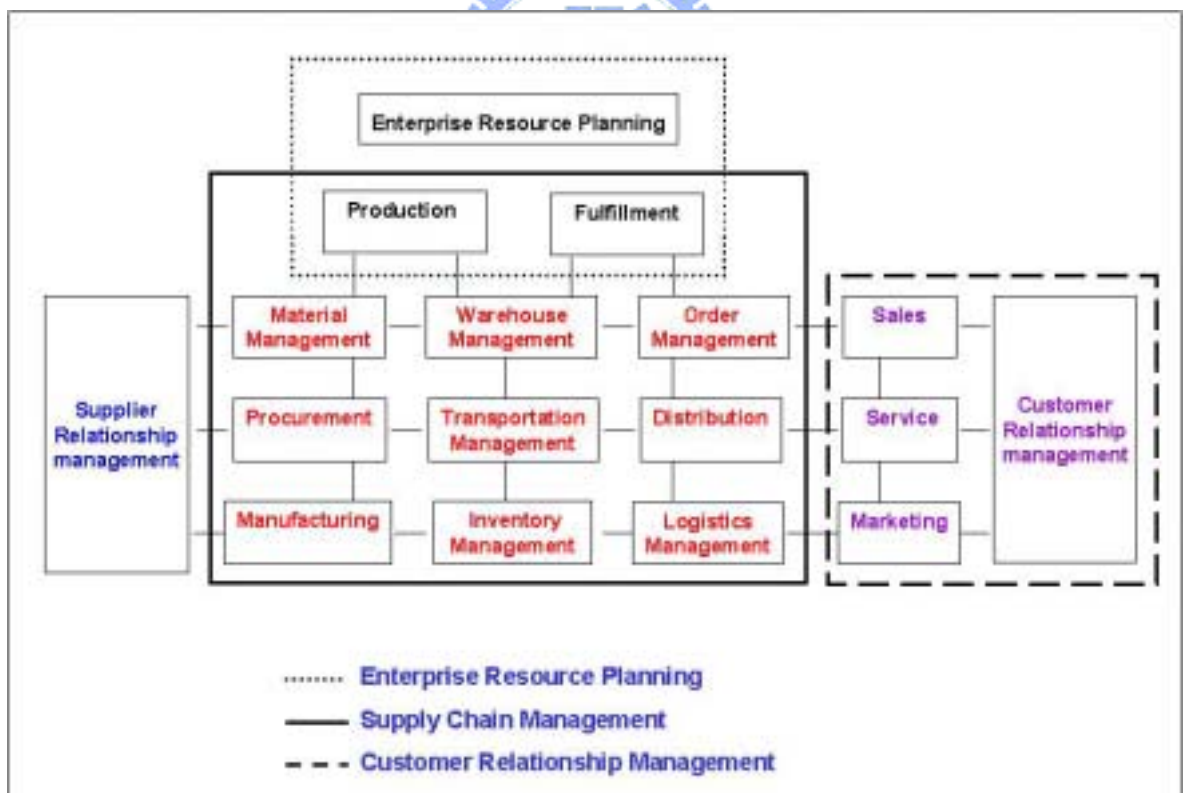 Enterprise Resource Planning
Production
Fulfillment
Material
Management
Warehouse
Management
Order
Management
Sales
Supplier
Relationship
management
Procurement
Transportation
Management
Distribution
Service
Customer
Relationship
management
Manufacturing
Inventory
Management
Logistics
Management
Marketing
Enterprise Resource Planning
Supply Chain Management
Customer Relationship Management